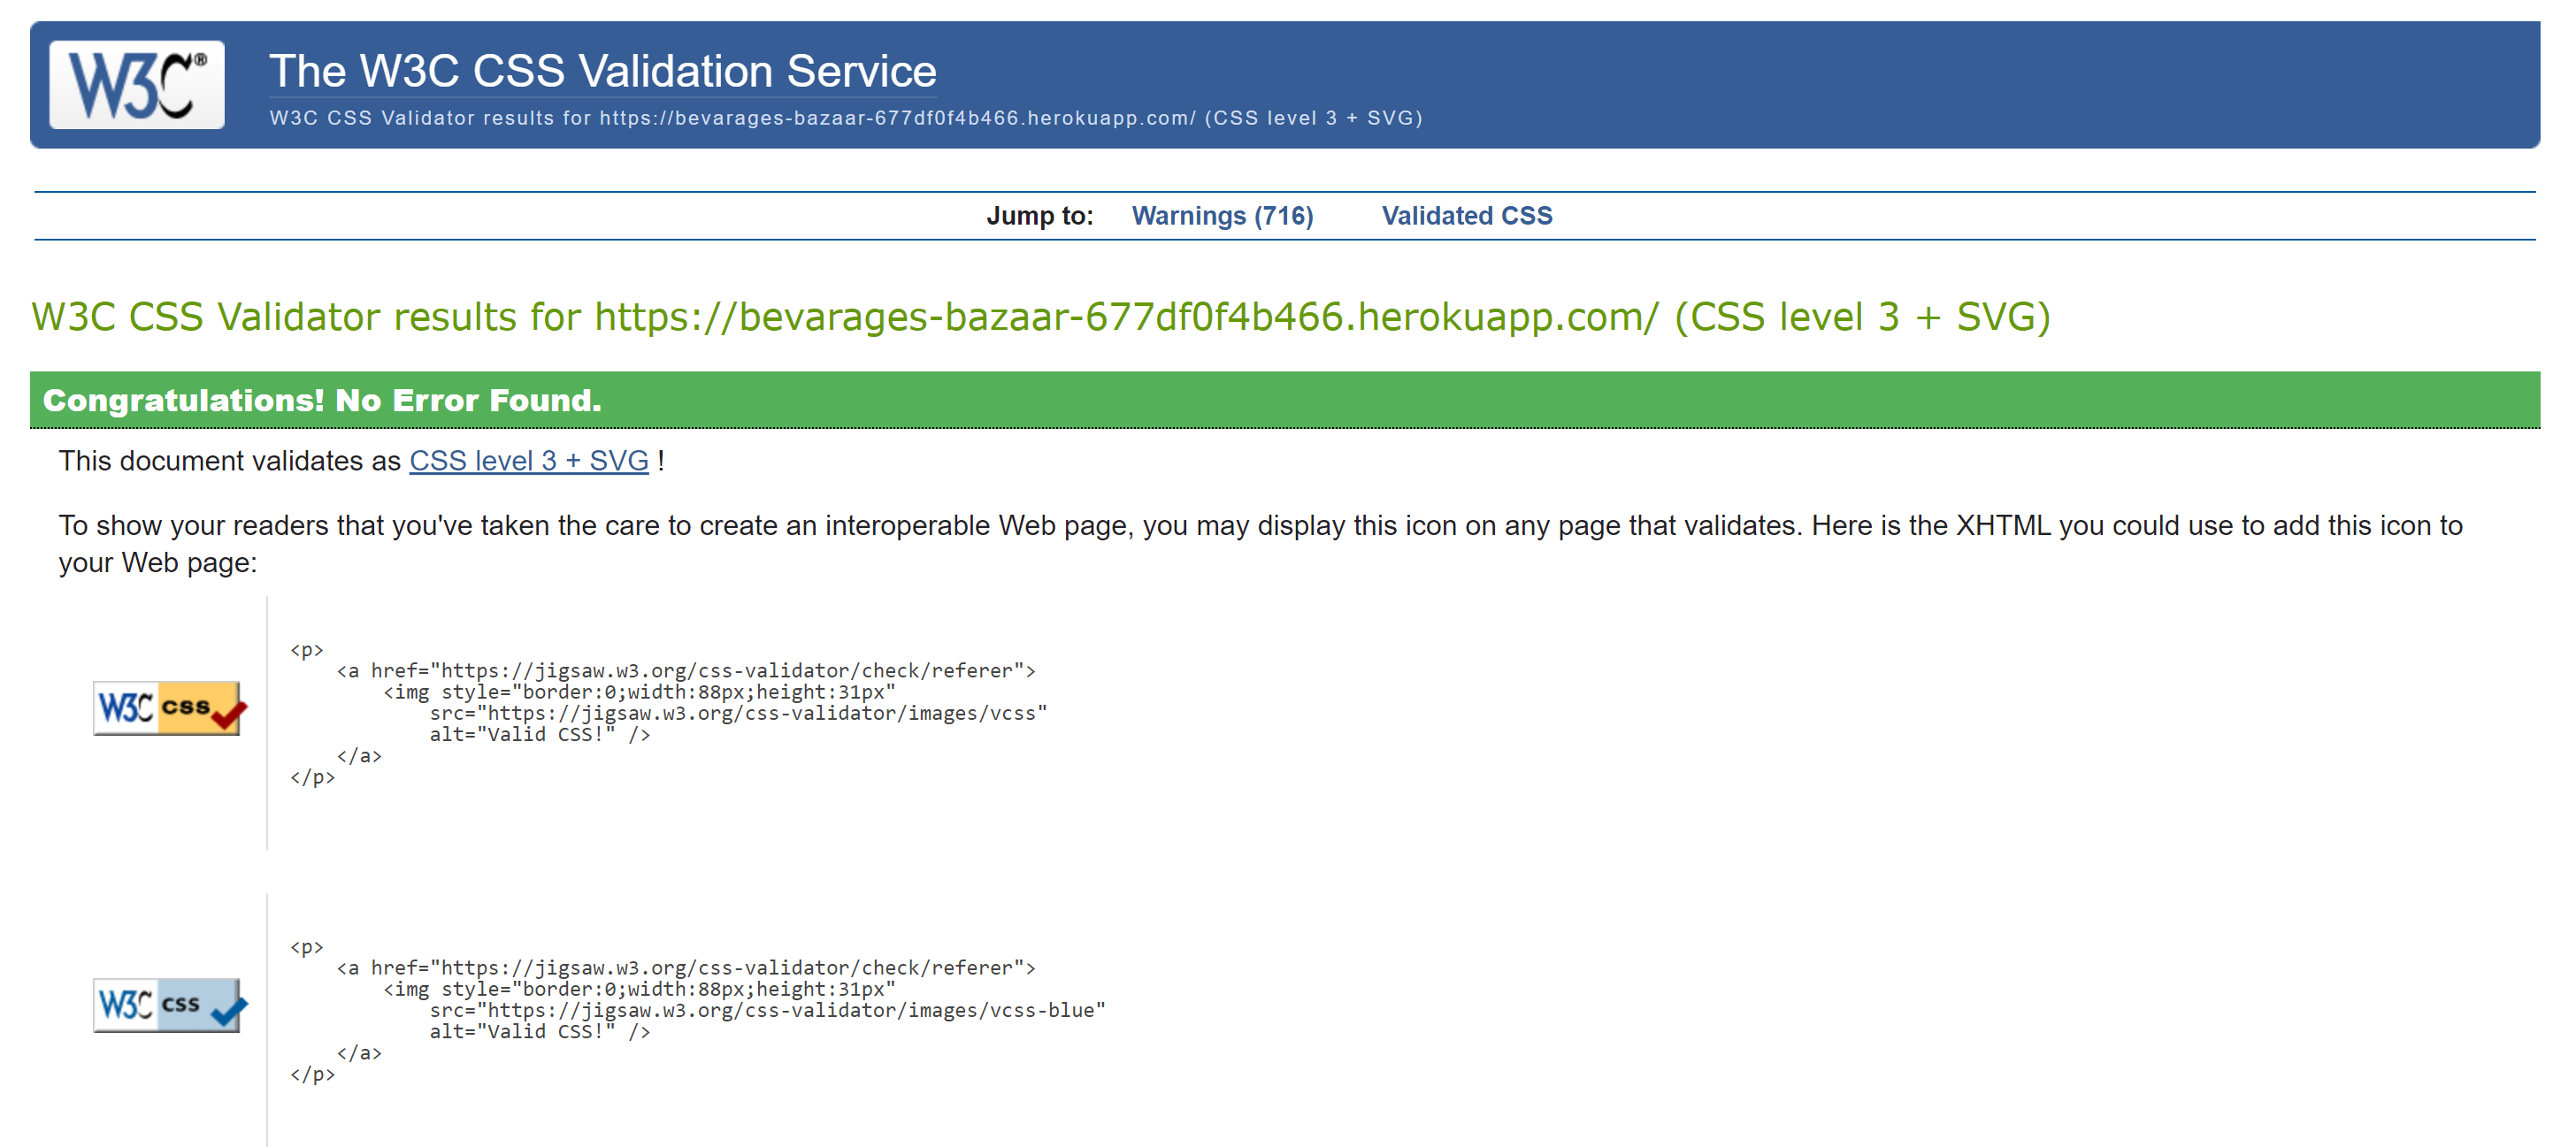 W3C®
The W3C CSS Validation Service
W3C CSS Validator results for https://bevarages-bazaar-677df0f4b466.herokuapp.com/ (CSS level 3 + SVG)
Jump to: Warnings (716) Validated CSS
W3C CSS Validator results for https://bevarages-bazaar-677df0f4b466.herokuapp.com/ (CSS level 3 + SVG)
Congratulations! No Error Found.
This document validates as CSS level 3 + SVG !
To show your readers that you've taken the care to create an interoperable Web page, you may display this icon on any page that validates. Here is the XHTML you could use to add this icon to
your Web page:
W3C css
<p>
<a href="https://jigsaw.w3.org/css-validator/check/referer">
<img style="border:0;width:88px;height:31px"
src="https://jigsaw.w3.org/css-validator/images/vcss"
alt="Valid CSS!" />
</a>
</p>
W3C css
<p>
<a href="https://jigsaw.w3.org/css-validator/check/referer">
<img style="border:0;width:88px;height:31px"
src="https://jigsaw.w3.org/css-validator/images/vcss-blue"
alt="Valid CSS!" />
</a>
</p>